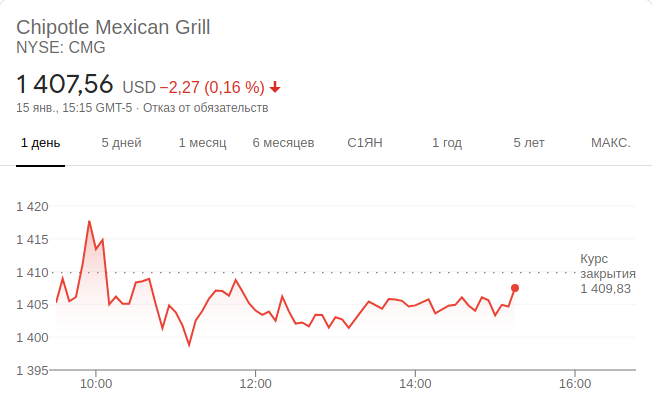 Chipotle Mexican Grill
NYSE: CMG
1 407,56 USD −2,27 (0,16 %)
15 янв., 15:15 GMT-5 · Отказ от обязательств
1 день 5 дней 1 месяц 6 месяцев С1ЯН 1 год 5 лет МАКС.
1 420
1 415
1 410
1 405
1 400
1 395
Курс
закрытия
1 409,83
10:00 12:00 14:00 16:00